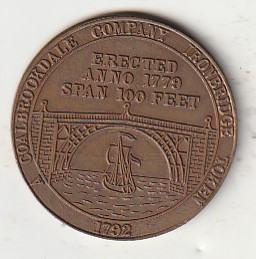 A COALBROOKDALE COMPANY IRONBRIDGE TOKEN
ERECTED
ANNO 1779
SPAN 100 FEET
1792